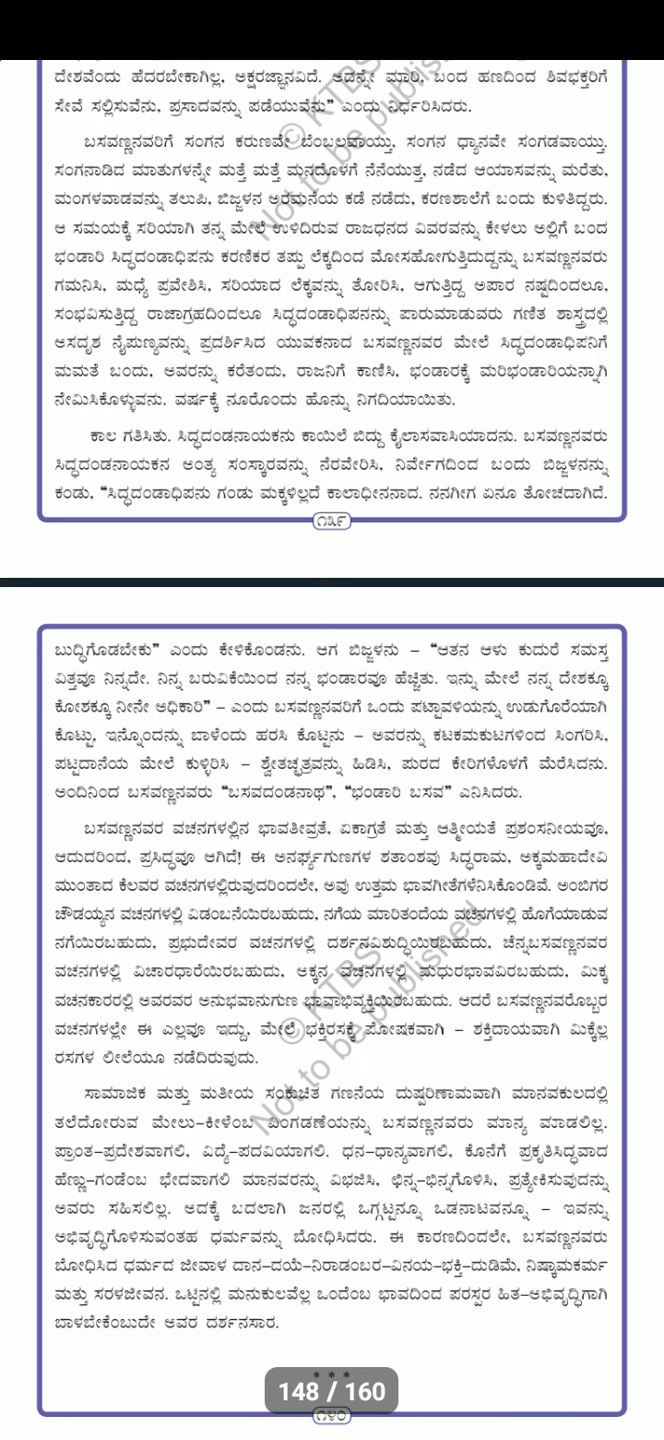 ದೇಶವೆಂದು ಹೆದರಬೇಕಾಗಿಲ್ಲ, ಅಕ್ಷರಜ್ಞಾನವಿದೆ. ಅದನ್ನೇ ಮಾರಿ, ಬಂದ ಹಣದಿಂದ ಶಿವಭಕ್ತರಿಗೆ
ಸೇವೆ ಸಲ್ಲಿಸುವೆನು, ಪ್ರಸಾದವನ್ನು ಪಡೆಯುವೆನು” ಎಂದು ನಿರ್ಧರಿಸಿದರು.
ಬಸವಣ್ಣನವರಿಗೆ ಸಂಗನ ಕರುಣವೇ ಬೆಂಬಲವಾಯ್ತು, ಸಂಗನ ಧ್ಯಾನವೇ ಸಂಗಡವಾಯ್ತು.
ಸಂಗನಾಡಿದ ಮಾತುಗಳನ್ನೇ ಮತ್ತೆ ಮತ್ತೆ ಮನದೊಳಗೆ ನೆನೆಯುತ್ತ, ನಡೆದ ಆಯಾಸವನ್ನು ಮರೆತು,
ಮಂಗಳವಾಡವನ್ನು ತಲುಪಿ, ಬಿಜ್ಜಳನ ಅರಮನೆಯ ಕಡೆ ನಡೆದು, ಕರಣಶಾಲೆಗೆ ಬಂದು ಕುಳಿತಿದ್ದರು.
ಆ ಸಮಯಕ್ಕೆ ಸರಿಯಾಗಿ ತನ್ನ ಮೇಲೆ ಉಳಿದಿರುವ ರಾಜಧನದ ವಿವರವನ್ನು ಕೇಳಲು ಅಲ್ಲಿಗೆ ಬಂದ
ಭಂಡಾರಿ ಸಿದ್ಧದಂಡಾಧಿಪನು ಕರಣಿಕರ ತಪ್ಪು ಲೆಕ್ಕದಿಂದ ಮೋಸಹೋಗುತ್ತಿದುದ್ದನ್ನು ಬಸವಣ್ಣನವರು
ಗಮನಿಸಿ, ಮಧ್ಯೆ ಪ್ರವೇಶಿಸಿ, ಸರಿಯಾದ ಲೆಕ್ಕವನ್ನು ತೋರಿಸಿ, ಆಗುತ್ತಿದ್ದ ಅಪಾರ ನಷ್ಟದಿಂದಲೂ,
ಸಂಭವಿಸುತ್ತಿದ್ದ ರಾಜಾಗ್ರಹದಿಂದಲೂ ಸಿದ್ಧದಂಡಾಧಿಪನನ್ನು ಪಾರುಮಾಡುವರು ಗಣಿತ ಶಾಸ್ತ್ರದಲ್ಲಿ
ಅಸದೃಶ ನೈಪುಣ್ಯವನ್ನು ಪ್ರದರ್ಶಿಸಿದ ಯುವಕನಾದ ಬಸವಣ್ಣನವರ ಮೇಲೆ ಸಿದ್ಧದಂಡಾಧಿಪನಿಗೆ
ಮಮತೆ ಬಂದು, ಅವರನ್ನು ಕರೆತಂದು, ರಾಜನಿಗೆ ಕಾಣಿಸಿ, ಭಂಡಾರಕ್ಕೆ ಮರಿಭಂಡಾರಿಯನ್ನಾಗಿ
ನೇಮಿಸಿಕೊಳ್ಳುವನು. ವರ್ಷಕ್ಕೆ ನೂರೊಂದು ಹೊನ್ನು ನಿಗದಿಯಾಯಿತು.
ಕಾಲ ಗತಿಸಿತು. ಸಿದ್ಧದಂಡನಾಯಕನು ಕಾಯಿಲೆ ಬಿದ್ದು ಕೈಲಾಸವಾಸಿಯಾದನು. ಬಸವಣ್ಣನವರು
ಸಿದ್ಧದಂಡನಾಯಕನ ಅಂತ್ಯ ಸಂಸ್ಕಾರವನ್ನು ನೆರವೇರಿಸಿ, ನಿರ್ವೇಗದಿಂದ ಬಂದು ಬಿಜ್ಜಳನನ್ನು
ಕಂಡು, “ಸಿದ್ಧದಂಡಾಧಿಪನು ಗಂಡು ಮಕ್ಕಳಿಲ್ಲದೆ ಕಾಲಾಧೀನನಾದ. ನನಗೀಗ ಏನೂ ತೋಚದಾಗಿದೆ.
೧೩೯
ಬುದ್ಧಿಗೊಡಬೇಕು” ಎಂದು ಕೇಳಿಕೊಂಡನು. ಆಗ ಬಿಜ್ಜಳನು – “ಆತನ ಆಳು ಕುದುರೆ ಸಮಸ್ತ
ವಿತ್ತವೂ ನಿನ್ನದೇ. ನಿನ್ನ ಬರುವಿಕೆಯಿಂದ ನನ್ನ ಭಂಡಾರವೂ ಹೆಚ್ಚಿತು. ಇನ್ನು ಮೇಲೆ ನನ್ನ ದೇಶಕ್ಕೂ
ಕೋಶಕ್ಕೂ ನೀನೇ ಅಧಿಕಾರಿ” – ಎಂದು ಬಸವಣ್ಣನವರಿಗೆ ಒಂದು ಪಟ್ಟಾವಳಿಯನ್ನು ಉಡುಗೊರೆಯಾಗಿ
ಕೊಟ್ಟು, ಇನ್ನೊಂದನ್ನು ಬಾಳೆಂದು ಹರಸಿ ಕೊಟ್ಟನು – ಅವರನ್ನು ಕಟಕಮಕುಟಗಳಿಂದ ಸಿಂಗರಿಸಿ,
ಪಟ್ಟದಾನೆಯ ಮೇಲೆ ಕುಳ್ಳಿರಿಸಿ – ಶ್ವೇತಚ್ಛತ್ರವನ್ನು ಹಿಡಿಸಿ, ಪುರದ ಕೇರಿಗಳೊಳಗೆ ಮೆರೆಸಿದನು.
ಅಂದಿನಿಂದ ಬಸವಣ್ಣನವರು “ಬಸವದಂಡನಾಥ”, “ಭಂಡಾರಿ ಬಸವ” ಎನಿಸಿದರು.
ಬಸವಣ್ಣನವರ ವಚನಗಳಲ್ಲಿನ ಭಾವತೀವ್ರತೆ, ಏಕಾಗ್ರತೆ ಮತ್ತು ಆತ್ಮೀಯತೆ ಪ್ರಶಂಸನೀಯವೂ,
ಆದುದರಿಂದ, ಪ್ರಸಿದ್ಧವೂ ಆಗಿದೆ! ಈ ಅನರ್ಘ್ಯಗುಣಗಳ ಶತಾಂಶವು ಸಿದ್ಧರಾಮ, ಅಕ್ಕಮಹಾದೇವಿ
ಮುಂತಾದ ಕೆಲವರ ವಚನಗಳಲ್ಲಿರುವುದರಿಂದಲೇ, ಅವು ಉತ್ತಮ ಭಾವಗೀತೆಗಳೆನಿಸಿಕೊಂಡಿವೆ. ಅಂಬಿಗರ
ಚೌಡಯ್ಯನ ವಚನಗಳಲ್ಲಿ ವಿಡಂಬನೆಯಿರಬಹುದು, ನಗೆಯ ಮಾರಿತಂದೆಯ ವಚನಗಳಲ್ಲಿ ಹೊಗೆಯಾಡುವ
ನಗೆಯಿರಬಹುದು, ಪ್ರಭುದೇವರ ವಚನಗಳಲ್ಲಿ ದರ್ಶನವಿಶುದ್ಧಿಯಿರಬಹುದು, ಚೆನ್ನಬಸವಣ್ಣನವರ
ವಚನಗಳಲ್ಲಿ ವಿಚಾರಧಾರೆಯಿರಬಹುದು, ಅಕ್ಕನ ವಚನಗಳಲ್ಲಿ ಮಧುರಭಾವವಿರಬಹುದು, ಮಿಕ್ಕ
ವಚನಕಾರರಲ್ಲಿ ಅವರವರ ಅನುಭವಾನುಗುಣ ಭಾವಾಭಿವ್ಯಕ್ತಿಯಿರಬಹುದು. ಆದರೆ ಬಸವಣ್ಣನವರೊಬ್ಬರ
ವಚನಗಳಲ್ಲೇ ಈ ಎಲ್ಲವೂ ಇದ್ದು, ಮೇಲೆ ಭಕ್ತಿರಸಕ್ಕೆ ಪೋಷಕವಾಗಿ – ಶಕ್ತಿದಾಯವಾಗಿ ಮಿಕ್ಕೆಲ್ಲ
ರಸಗಳ ಲೀಲೆಯೂ ನಡೆದಿರುವುದು.
ಸಾಮಾಜಿಕ ಮತ್ತು ಮತೀಯ ಸಂಕುಚಿತ ಗಣನೆಯ ದುಷ್ಪರಿಣಾಮವಾಗಿ ಮಾನವಕುಲದಲ್ಲಿ
ತಲೆದೋರುವ ಮೇಲು–ಕೀಳೆಂಬ ವಿಂಗಡಣೆಯನ್ನು ಬಸವಣ್ಣನವರು ಮಾನ್ಯ ಮಾಡಲಿಲ್ಲ.
ಪ್ರಾಂತ–ಪ್ರದೇಶವಾಗಲಿ, ವಿದ್ಯೆ–ಪದವಿಯಾಗಲಿ. ಧನ–ಧಾನ್ಯವಾಗಲಿ, ಕೊನೆಗೆ ಪ್ರಕೃತಿಸಿದ್ಧವಾದ
ಹೆಣ್ಣು–ಗಂಡೆಂಬ ಭೇದವಾಗಲಿ ಮಾನವರನ್ನು ವಿಭಜಿಸಿ, ಛಿನ್ನ–ಭಿನ್ನಗೊಳಿಸಿ, ಪ್ರತ್ಯೇಕಿಸುವುದನ್ನು
ಅವರು ಸಹಿಸಲಿಲ್ಲ. ಅದಕ್ಕೆ ಬದಲಾಗಿ ಜನರಲ್ಲಿ ಒಗ್ಗಟ್ಟನ್ನೂ ಒಡನಾಟವನ್ನೂ – ಇವನ್ನು
ಅಭಿವೃದ್ಧಿಗೊಳಿಸುವಂತಹ ಧರ್ಮವನ್ನು ಬೋಧಿಸಿದರು. ಈ ಕಾರಣದಿಂದಲೇ, ಬಸವಣ್ಣನವರು
ಬೋಧಿಸಿದ ಧರ್ಮದ ಜೀವಾಳ ದಾನ–ದಯೆ–ನಿರಾಡಂಬರ–ವಿನಯ–ಭಕ್ತಿ–ದುಡಿಮೆ, ನಿಷ್ಕಾಮಕರ್ಮ
ಮತ್ತು ಸರಳಜೀವನ. ಒಟ್ಟಿನಲ್ಲಿ ಮನುಕುಲವೆಲ್ಲ ಒಂದೆಂಬ ಭಾವದಿಂದ ಪರಸ್ಪರ ಹಿತ–ಅಭಿವೃದ್ಧಿಗಾಗಿ
ಬಾಳಬೇಕೆಂಬುದೇ ಅವರ ದರ್ಶನಸಾರ.
* * *
148 / 160
೧೪೦
© KTBS
Not to be published
© KTBS
Not to be published